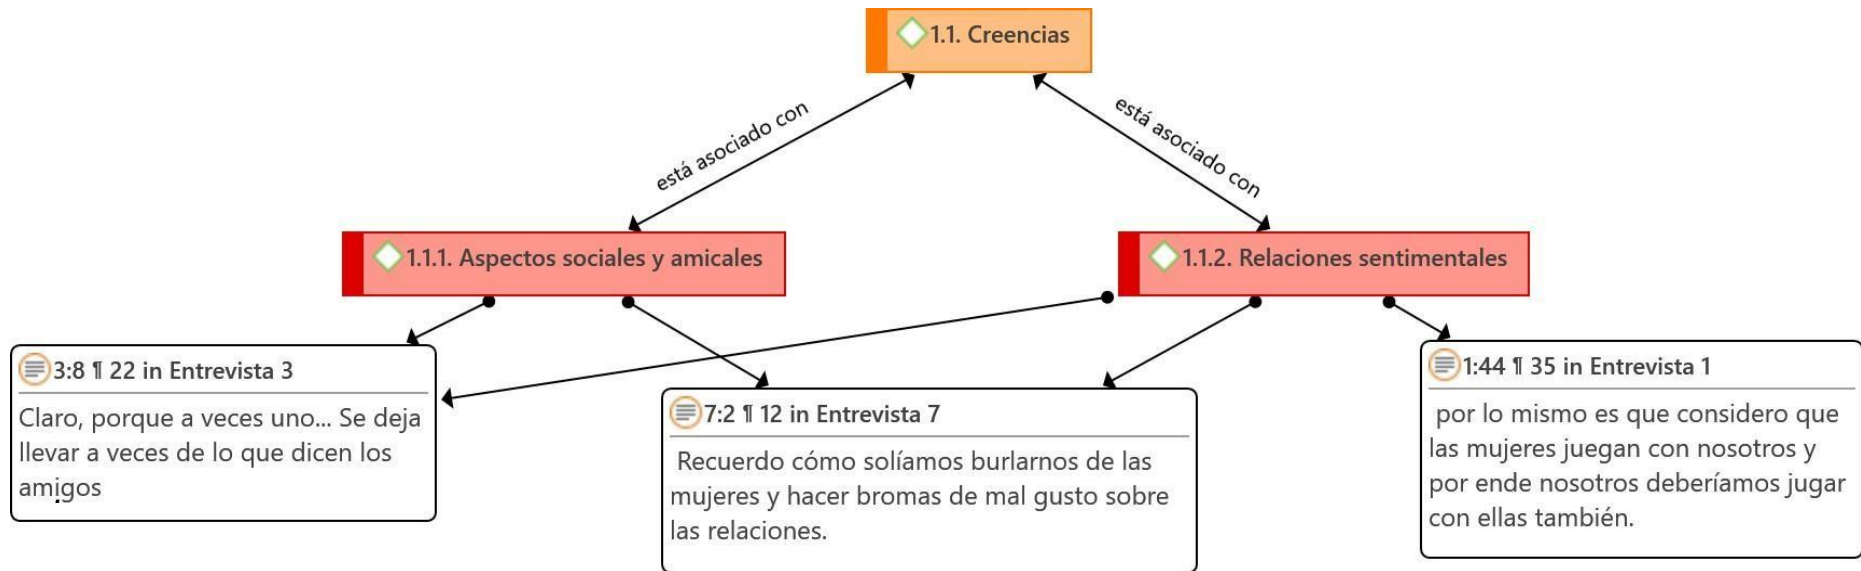 1.1. Creencias
está asociado con
está asociado con
1.1.1. Aspectos sociales y amicales
1.1.2. Relaciones sentimentales
3:8 ¶ 22 in Entrevista 3
Claro, porque a veces uno... Se deja
llevar a veces de lo que dicen los
amigos
7:2 ¶ 12 in Entrevista 7
Recuerdo cómo solíamos burlarnos de las
mujeres y hacer bromas de mal gusto sobre
las relaciones.
1:44 ¶ 35 in Entrevista 1
por lo mismo es que considero que
las mujeres juegan con nosotros y
por ende nosotros deberíamos jugar
con ellas también.